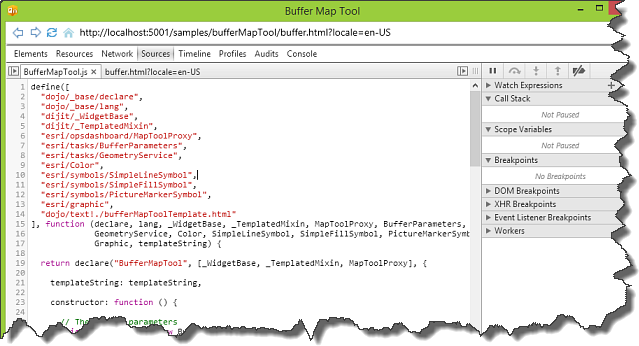 Buffer Map Tool
http://localhost:5001/samples/bufferMapTool/buffer.html?locale=en-US
Elements Resources Network Sources Timeline Profiles Audits Console
BufferMapTool.js × buffer.html?locale=en-US
1 define([
2 "dojo/_base/declare",
3 "dojo/_base/lang",
4 "dijit/_WidgetBase",
5 "dijit/_TemplatedMixin",
6 "esri/opsdashboard/MapToolProxy",
7 "esri/tasks/BufferParameters",
8 "esri/tasks/GeometryService",
9 "esri/Color",
10 "esri/symbols/SimpleLineSymbol",
11 "esri/symbols/SimpleFillSymbol",
12 "esri/symbols/PictureMarkerSymbol",
13 "esri/graphic",
14 "dojo/text!./bufferMapToolTemplate.html"
15 ], function (declare, lang, _WidgetBase, _TemplatedMixin, MapToolProxy, BufferParameters,
16 GeometryService, Color, SimpleLineSymbol, SimpleFillSymbol, PictureMarkerSymb
17 Graphic, templateString) {
18
19 return declare("BufferMapTool", [_WidgetBase, _TemplatedMixin, MapToolProxy], {
20
21 templateString: templateString,
22
23 constructor: function () {
24
// The parameters
Watch Expressions +
Call Stack
Not Paused
Scope Variables
Not Paused
Breakpoints
No Breakpoints
DOM Breakpoints
XHR Breakpoints
Event Listener Breakpoints
Workers